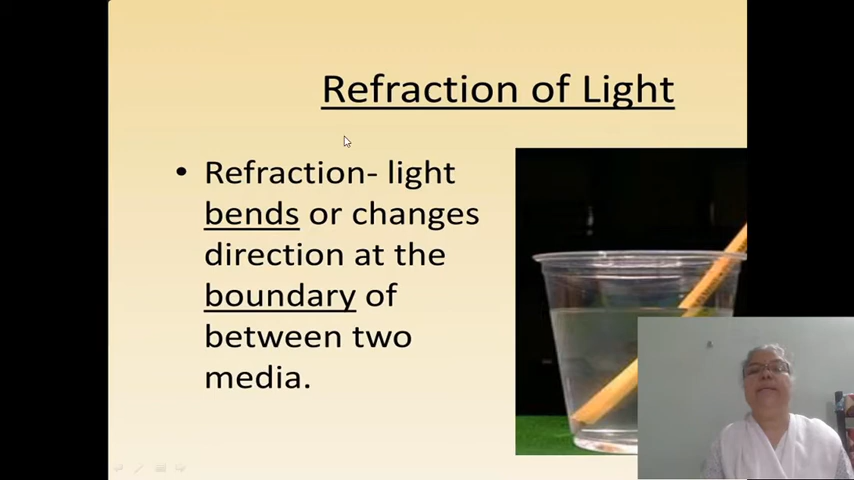 Refraction of Light
• Refraction- light
bends or changes
direction at the
boundary of
between two
media.